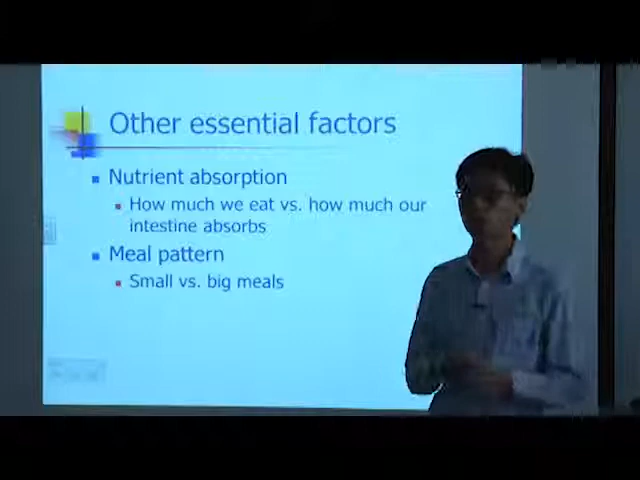 Other essential factors
Nutrient absorption
How much we eat vs. how much our
intestine absorbs
Meal pattern
Small vs. big meals